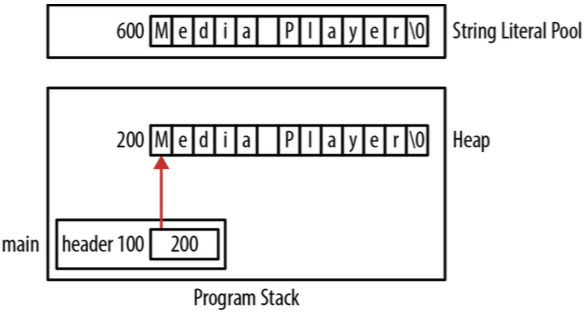 600 M e d i a P l a y e r \0 String Literal Pool
200 M e d i a P l a y e r \0 Heap
main header 100 200
Program Stack